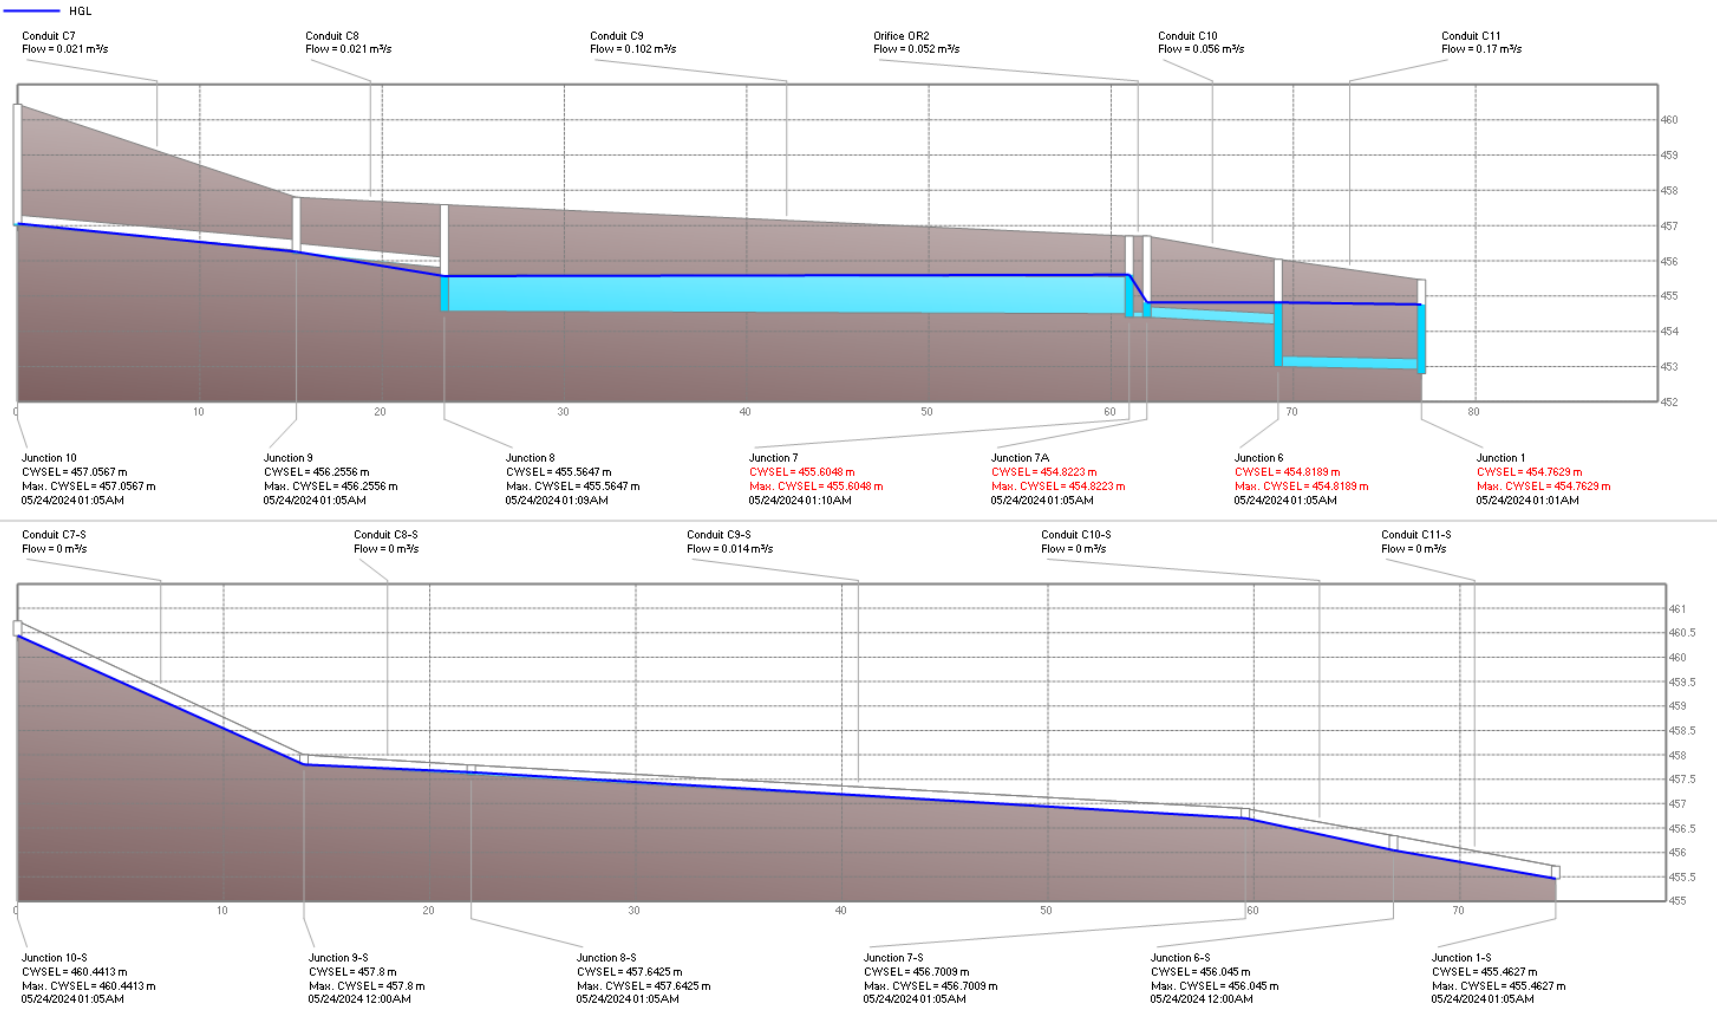 HGL
Conduit C7
Flow = 0.021 m³/s
Conduit C8
Flow = 0.021 m³/s
Conduit C9
Flow = 0.102 m³/s
Orifice OR2
Flow = 0.052 m³/s
Conduit C10
Flow = 0.056 m³/s
Conduit C11
Flow = 0.17 m³/s
460
459
458
457
456
455
454
453
452
0
10
20
30
40
50
60
70
80
Junction 10
CWSEL = 457.0567 m
Max. CWSEL = 457.0567 m
05/24/2024 01:05AM
Junction 9
CWSEL = 456.2556 m
Max. CWSEL = 456.2556 m
05/24/2024 01:05AM
Junction 8
CWSEL = 455.5647 m
Max. CWSEL = 455.5647 m
05/24/2024 01:09AM
Junction 7
CWSEL = 455.6048 m
Max. CWSEL = 455.6048 m
05/24/2024 01:10AM
Junction 7A
CWSEL = 454.8223 m
Max. CWSEL = 454.8223 m
05/24/2024 01:05AM
Junction 6
CWSEL = 454.8189 m
Max. CWSEL = 454.8189 m
05/24/2024 01:05AM
Junction 1
CWSEL = 454.7629 m
Max. CWSEL = 454.7629 m
05/24/2024 01:01AM
Conduit C7-S
Flow = 0 m³/s
Conduit C8-S
Flow = 0 m³/s
Conduit C9-S
Flow = 0.014 m³/s
Conduit C10-S
Flow = 0 m³/s
Conduit C11-S
Flow = 0 m³/s
461
460.5
460
459.5
459
458.5
458
457.5
457
456.5
456
455.5
455
0
10
20
30
40
50
60
70
Junction 10-S
CWSEL = 460.4413 m
Max. CWSEL = 460.4413 m
05/24/2024 01:05AM
Junction 9-S
CWSEL = 457.8 m
Max. CWSEL = 457.8 m
05/24/2024 12:00AM
Junction 8-S
CWSEL = 457.6425 m
Max. CWSEL = 457.6425 m
05/24/2024 01:05AM
Junction 7-S
CWSEL = 456.7009 m
Max. CWSEL = 456.7009 m
05/24/2024 01:05AM
Junction 6-S
CWSEL = 456.045 m
Max. CWSEL = 456.045 m
05/24/2024 12:00AM
Junction 1-S
CWSEL = 455.4627 m
Max. CWSEL = 455.4627 m
05/24/2024 01:05AM